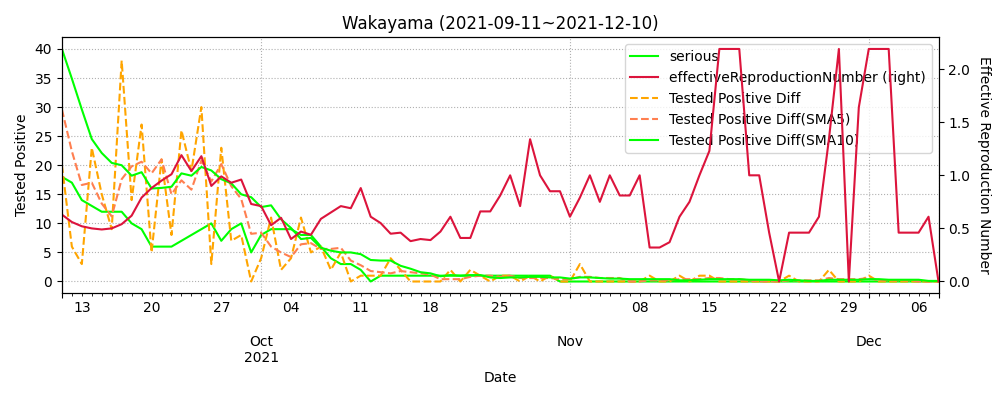 Wakayama (2021-09-11~2021-12-10)
serious
effectiveReproductionNumber (right)
Tested Positive Diff
Tested Positive Diff(SMA5)
Tested Positive Diff(SMA10)
Tested Positive
40
35
30
25
20
15
10
5
0
2.0
1.5
1.0
0.5
0.0
Effective Reproduction Number
13 20 27 04 11 18 25 08 15 22 29 06
Oct Nov Dec
2021
Date